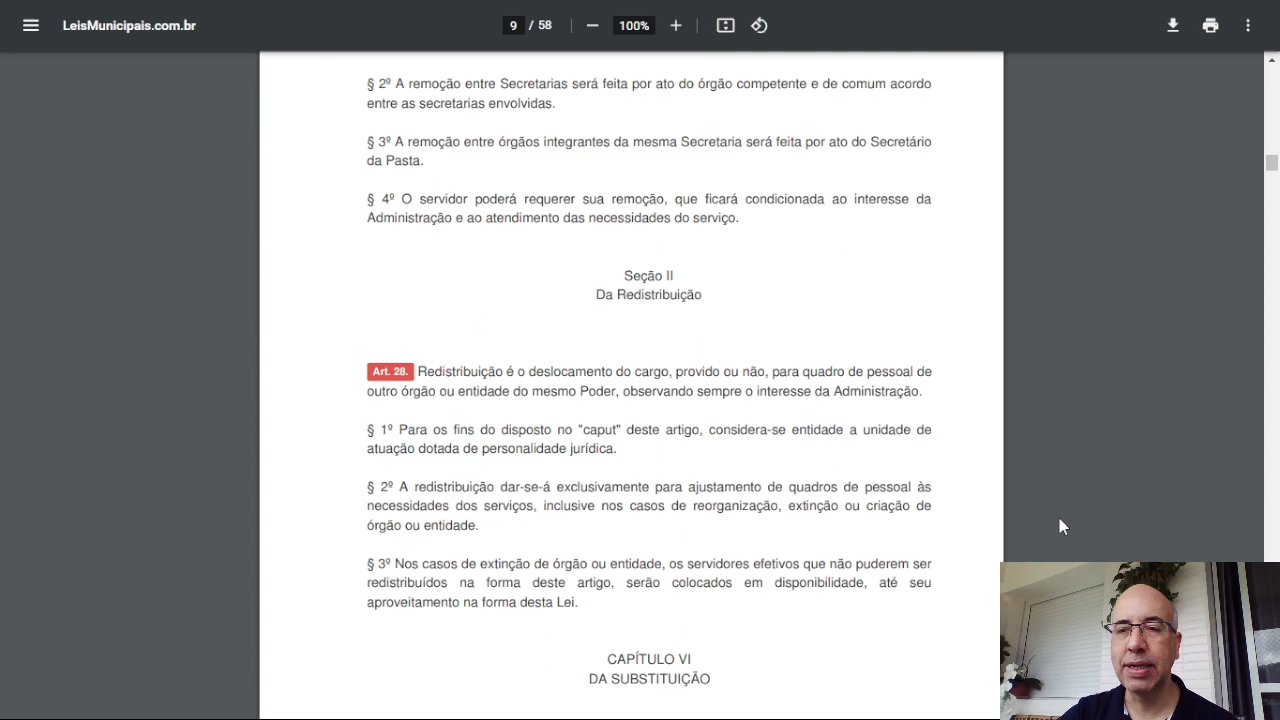 LeisMunicipais.com.br
9 / 58
100%
§ 2º A remoção entre Secretarias será feita por ato do órgão competente e de comum acordo
entre as secretarias envolvidas.
§ 3º A remoção entre órgãos integrantes da mesma Secretaria será feita por ato do Secretário
da Pasta.
§ 4º O servidor poderá requerer sua remoção, que ficará condicionada ao interesse da
Administração e ao atendimento das necessidades do serviço.
Seção II
Da Redistribuição
Art. 28. Redistribuição é o deslocamento do cargo, provido ou não, para quadro de pessoal de
outro órgão ou entidade do mesmo Poder, observando sempre o interesse da Administração.
§ 1º Para os fins do disposto no "caput" deste artigo, considera-se entidade a unidade de
atuação dotada de personalidade jurídica.
§ 2º A redistribuição dar-se-á exclusivamente para ajustamento de quadros de pessoal às
necessidades dos serviços, inclusive nos casos de reorganização, extinção ou criação de
órgão ou entidade.
§ 3º Nos casos de extinção de órgão ou entidade, os servidores efetivos que não puderem ser
redistribuídos na forma deste artigo, serão colocados em disponibilidade, até seu
aproveitamento na forma desta Lei.
CAPÍTULO VI
DA SUBSTITUIÇÃO